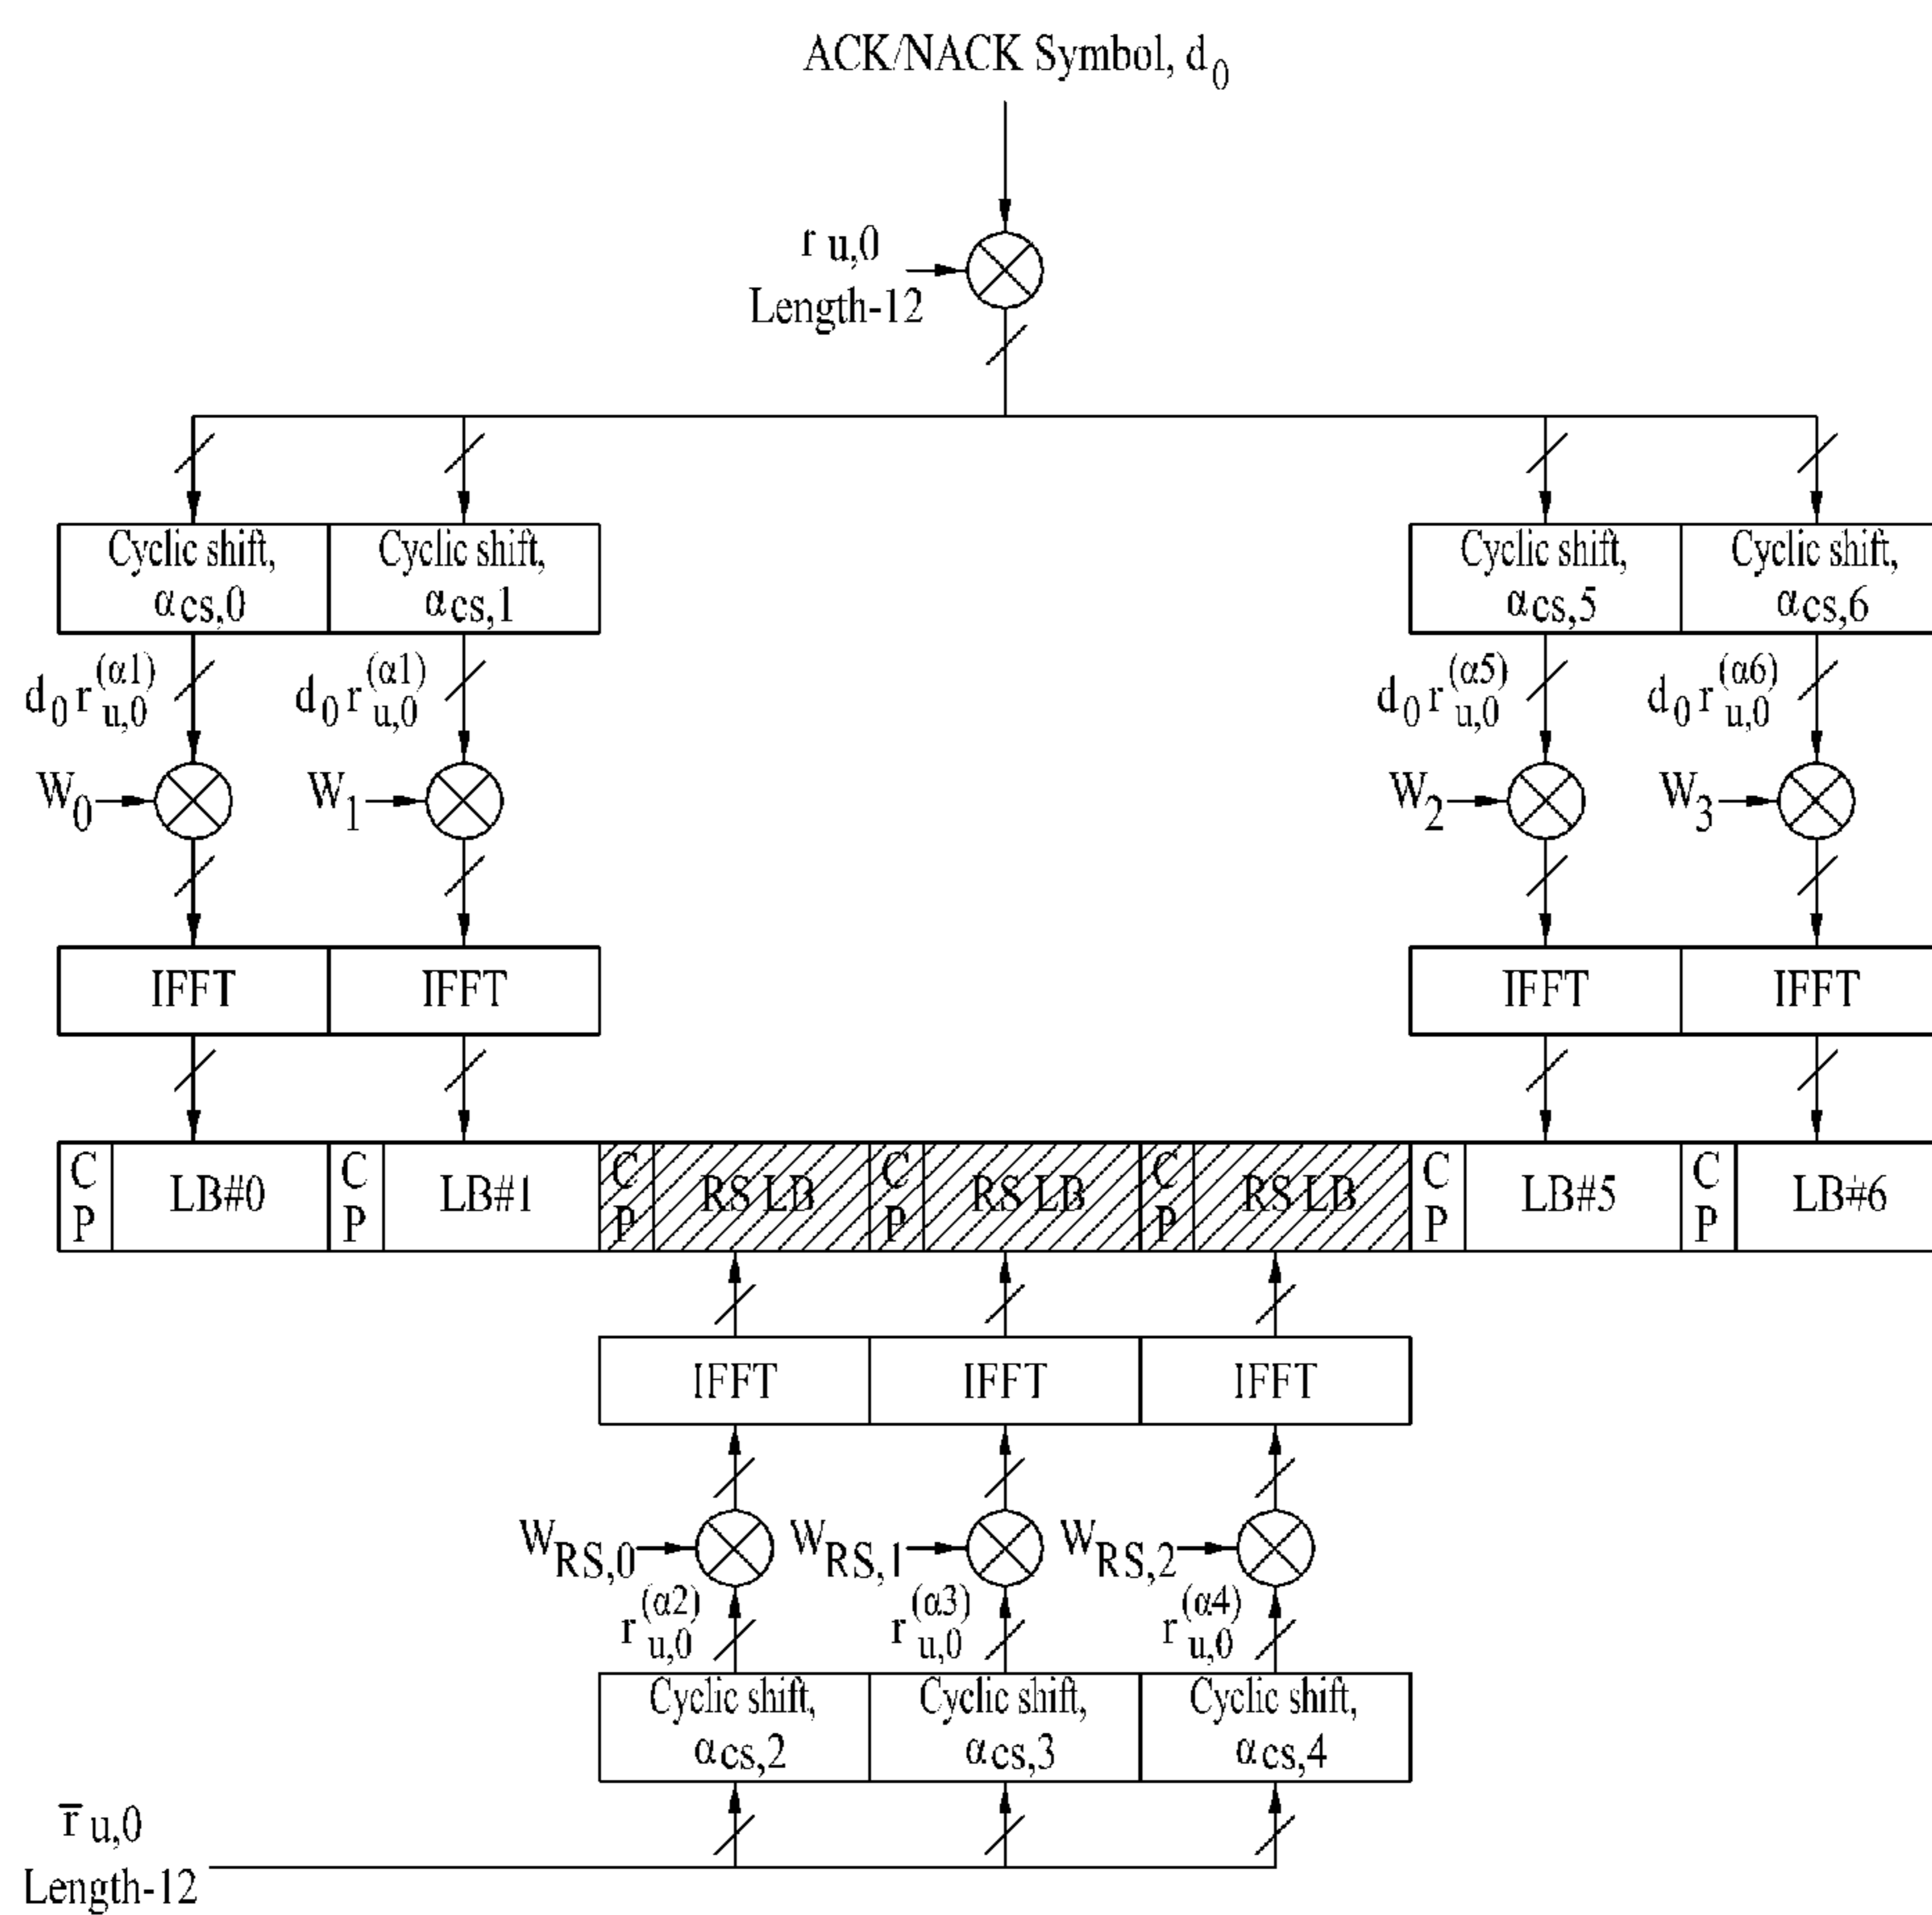 ACK/NACK Symbol, d0
r u,0
Length-12
Cyclic shift, αcs,0
Cyclic shift, αcs,1
Cyclic shift, αcs,5
Cyclic shift, αcs,6
d0 r u,0 (α1)
d0 r u,0 (α1)
d0 r u,0 (α5)
d0 r u,0 (α6)
W0
W1
W2
W3
IFFT
IFFT
IFFT
IFFT
CP LB#0
CP LB#1
CP RS LB
CP RS LB
CP RS LB
CP LB#5
CP LB#6
IFFT
IFFT
IFFT
WRS,0
WRS,1
WRS,2
r u,0 (α2)
r u,0 (α3)
r u,0 (α4)
Cyclic shift, αcs,2
Cyclic shift, αcs,3
Cyclic shift, αcs,4
r̅ u,0
Length-12